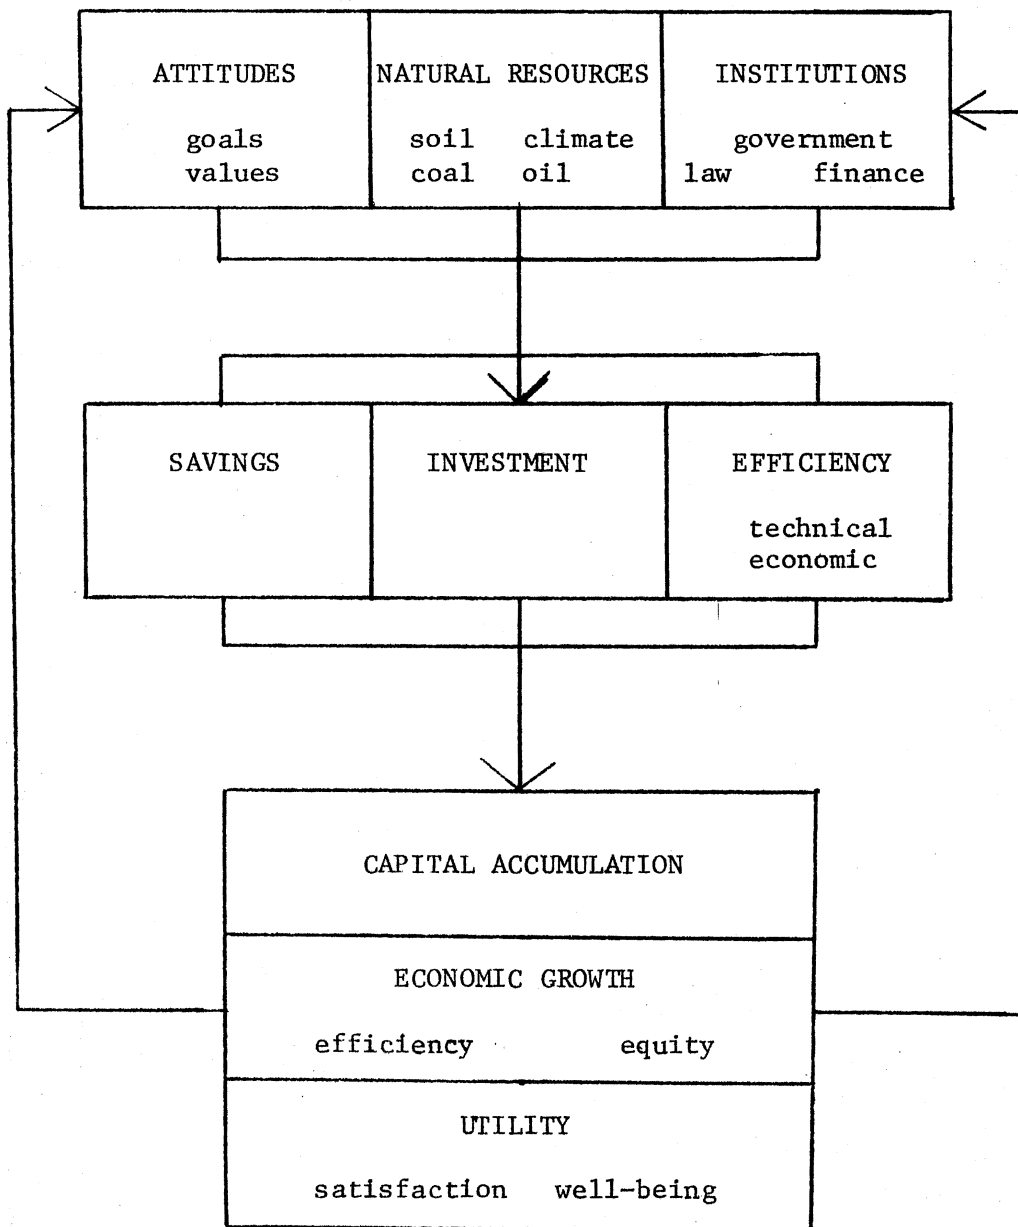 ATTITUDES
goals
values
NATURAL RESOURCES
soil climate
coal oil
INSTITUTIONS
government
law finance
SAVINGS
INVESTMENT
EFFICIENCY
technical
economic
CAPITAL ACCUMULATION
ECONOMIC GROWTH
efficiency equity
UTILITY
satisfaction well-being